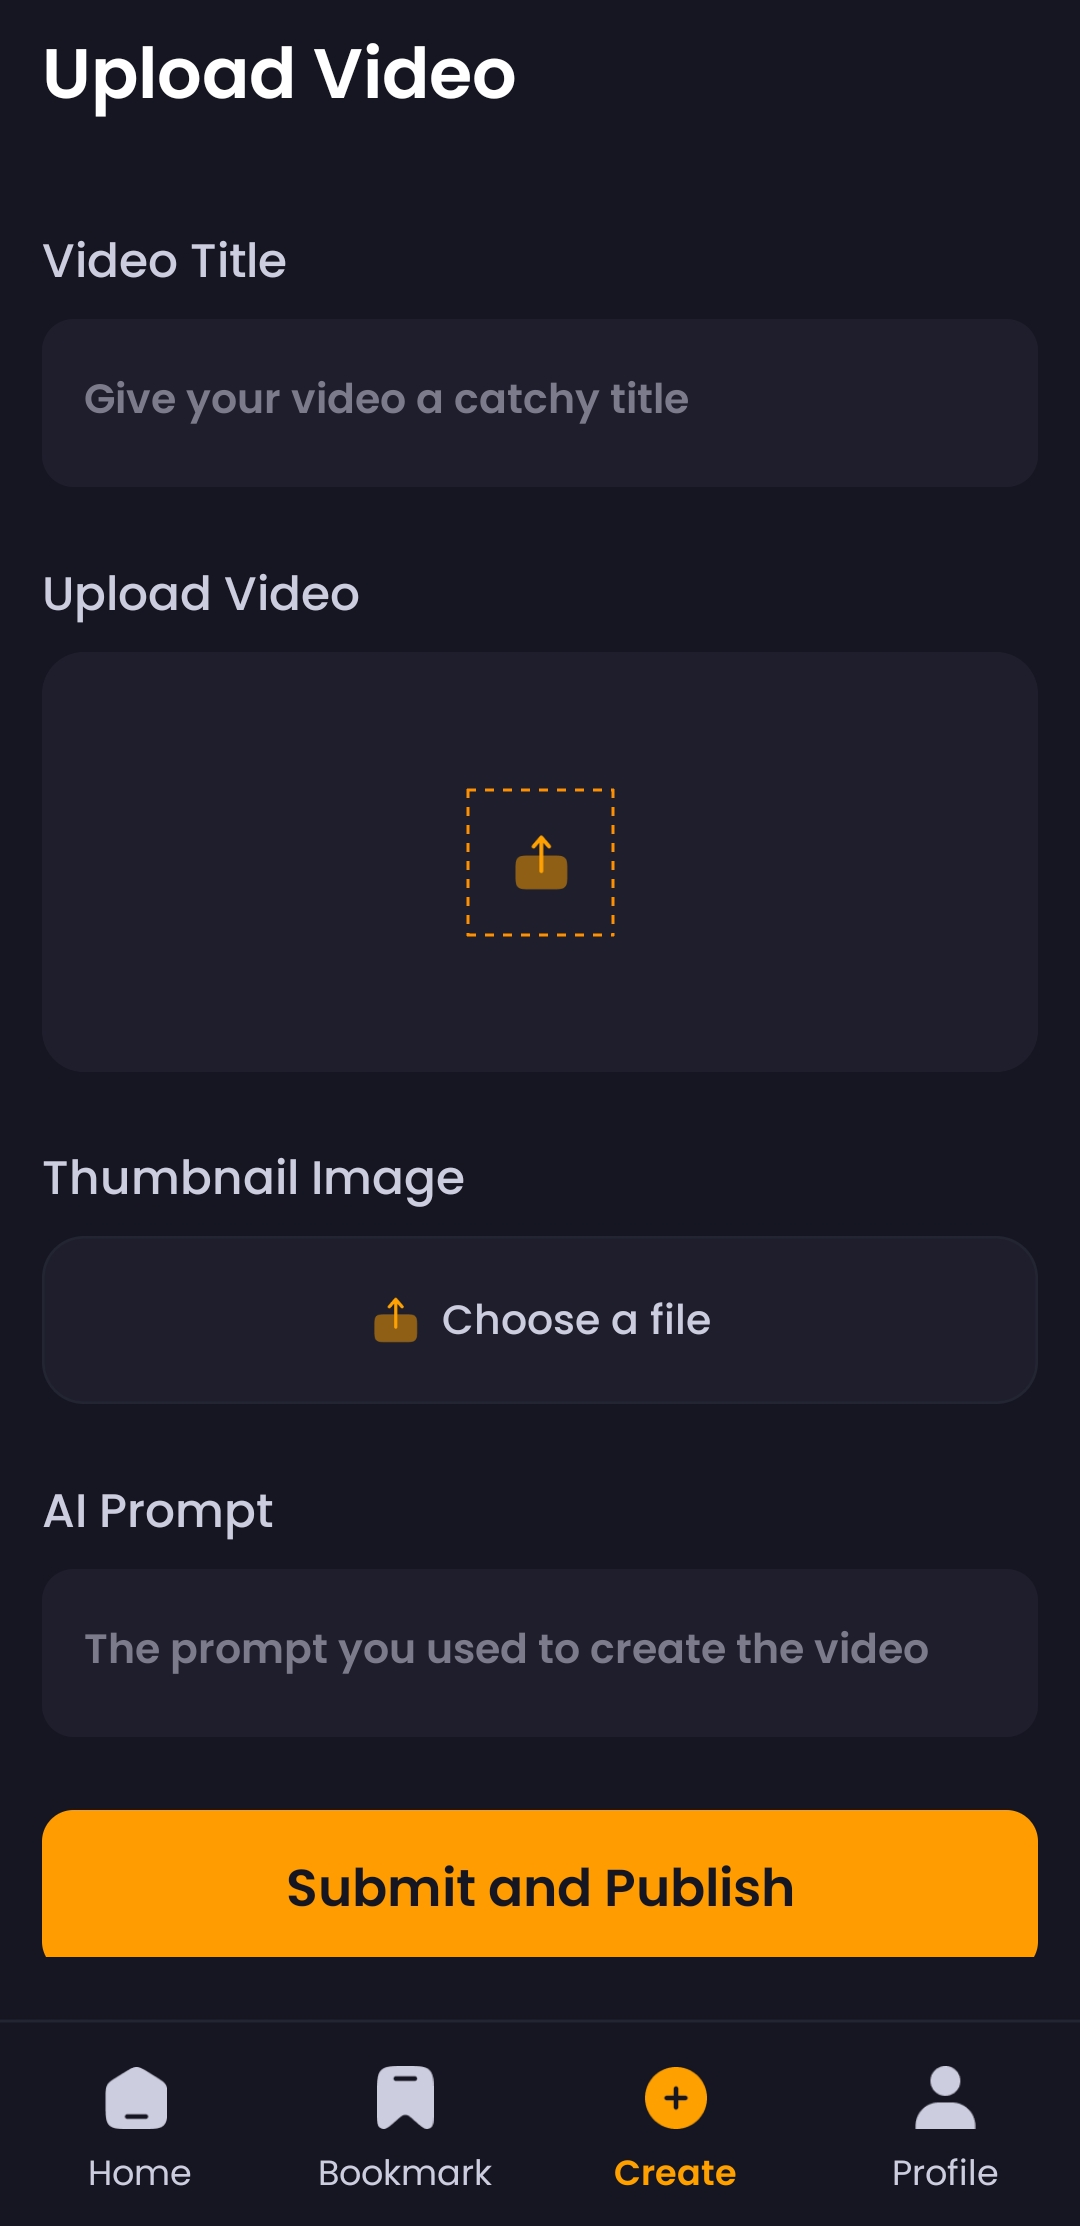 Upload Video
Video Title
Give your video a catchy title
Upload Video
Thumbnail Image
Choose a file
AI Prompt
The prompt you used to create the video
Submit and Publish
Home
Bookmark
Create
Profile